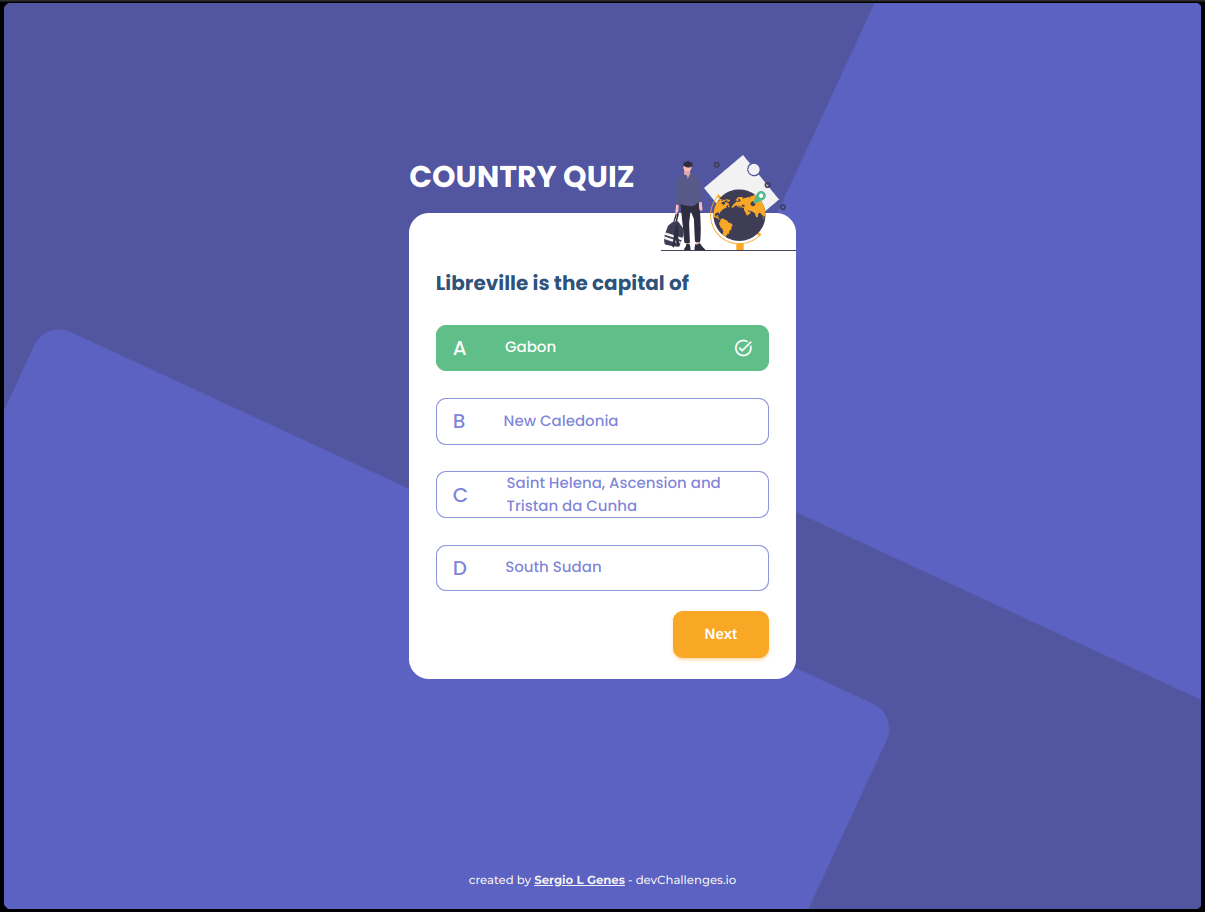 COUNTRY QUIZ
Libreville is the capital of
A Gabon
B New Caledonia
C Saint Helena, Ascension and
Tristan da Cunha
D South Sudan
Next
created by Sergio L Genes - devChallenges.io